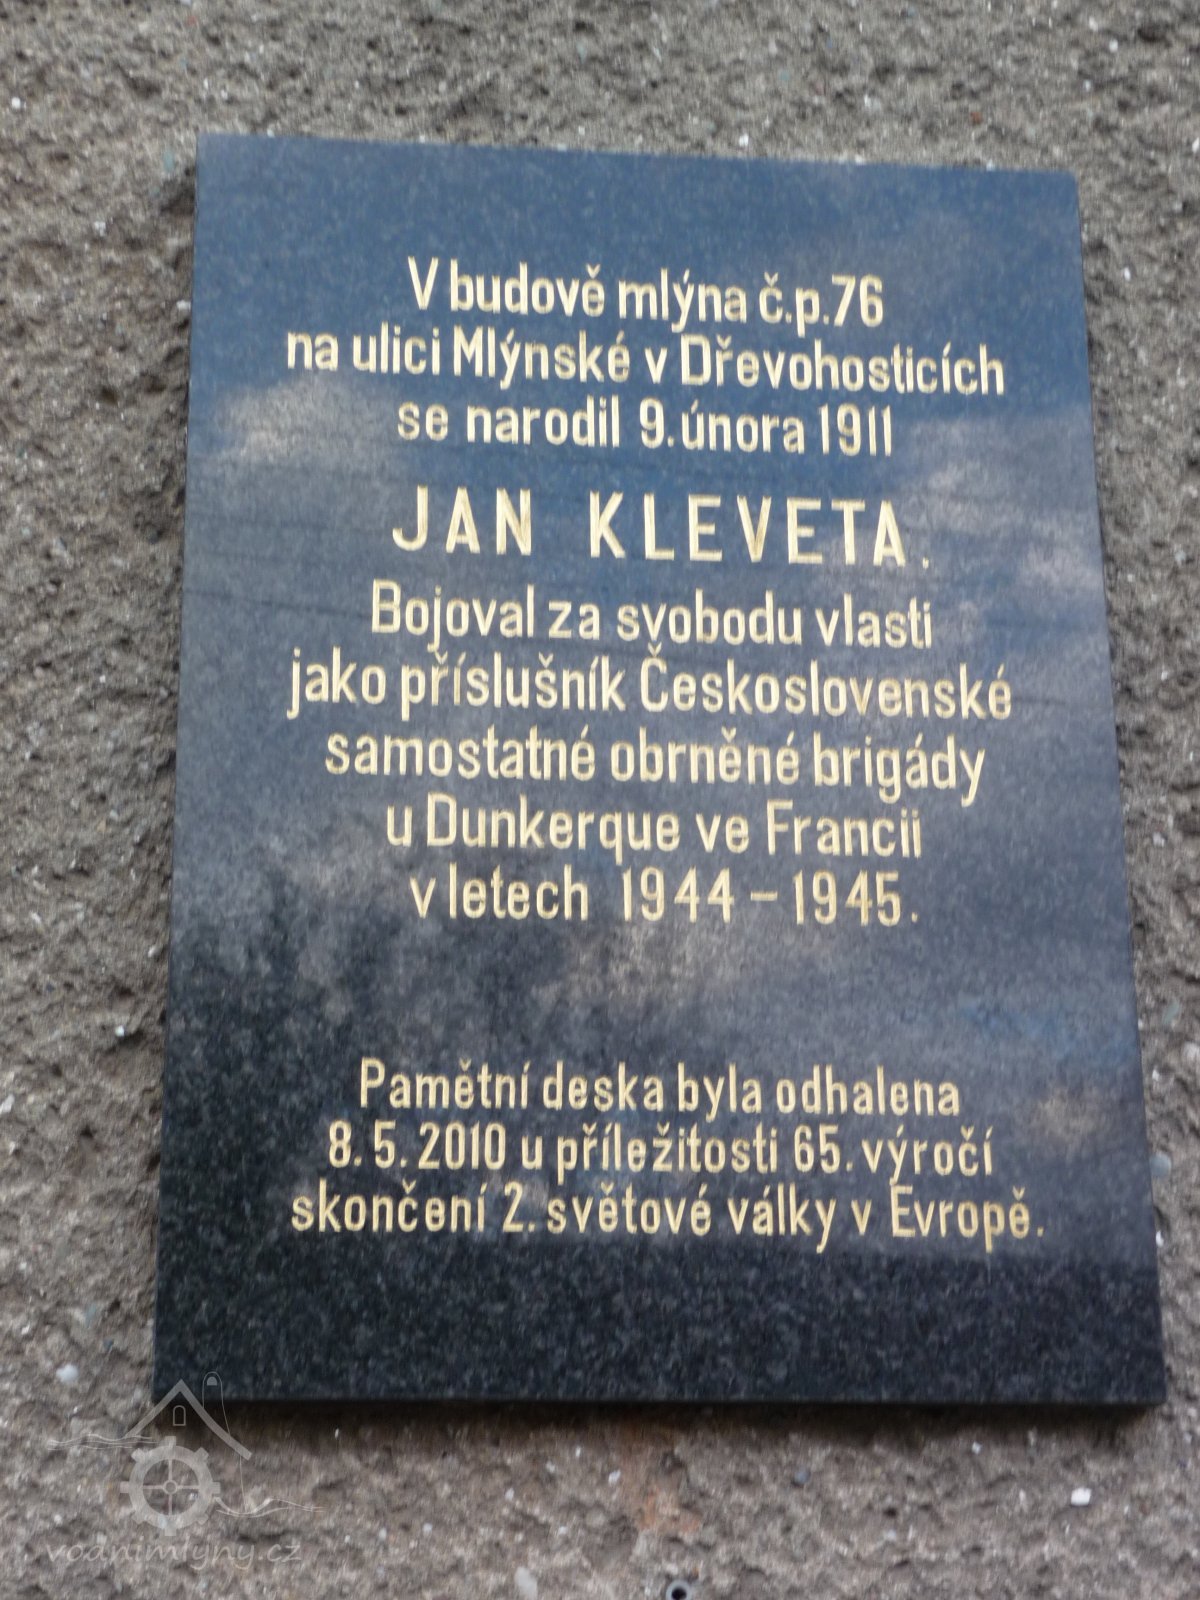 V budově mlýna č.p.76
na ulici Mlýnské v Dřevohosticích
se narodil 9. února 1911
JAN KLEVETA.
Bojoval za svobodu vlasti
jako příslušník Československé
samostatné obrněné brigády
u Dunkerque ve Francii
v letech 1944 – 1945.
Pamětní deska byla odhalena
8. 5. 2010 u příležitosti 65. výročí
skončení 2. světové války v Evropě.
vodnimlyny.cz